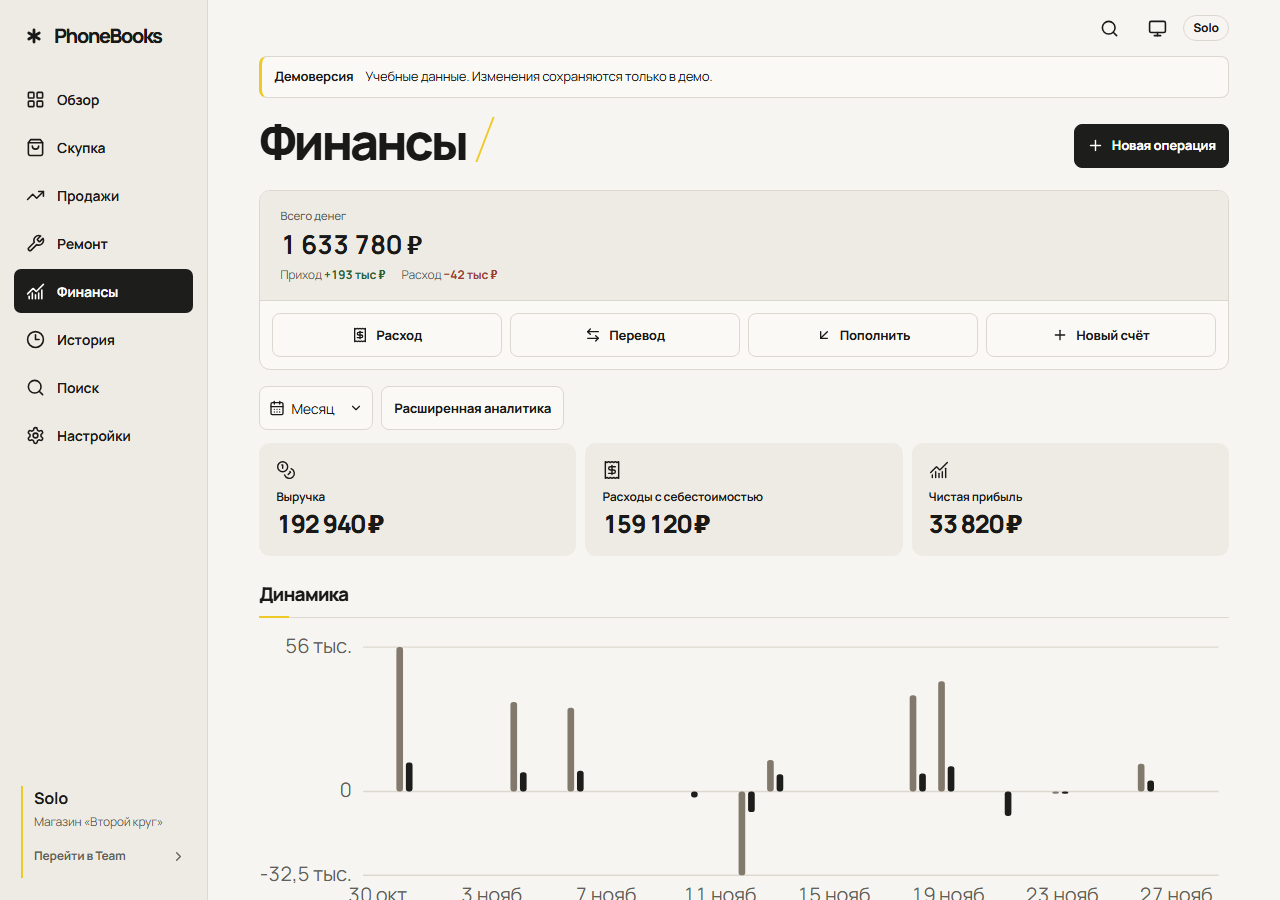 PhoneBooks
Solo
Обзор
Скупка
Продажи
Ремонт
Финансы
История
Поиск
Настройки
Solo
Магазин «Второй круг»
Перейти в Team
Демоверсия Учебные данные. Изменения сохраняются только в демо.
Финансы
Новая операция
Всего денег
1 633 780 ₽
Приход +193 тыс ₽ Расход −42 тыс ₽
Расход
Перевод
Пополнить
Новый счёт
Месяц
Расширенная аналитика
Выручка
192 940 ₽
Расходы с себестоимостью
159 120 ₽
Чистая прибыль
33 820 ₽
Динамика
56 тыс.
0
-32,5 тыс.
30 окт. 3 нояб. 7 нояб. 11 нояб. 15 нояб. 19 нояб. 23 нояб. 27 нояб.